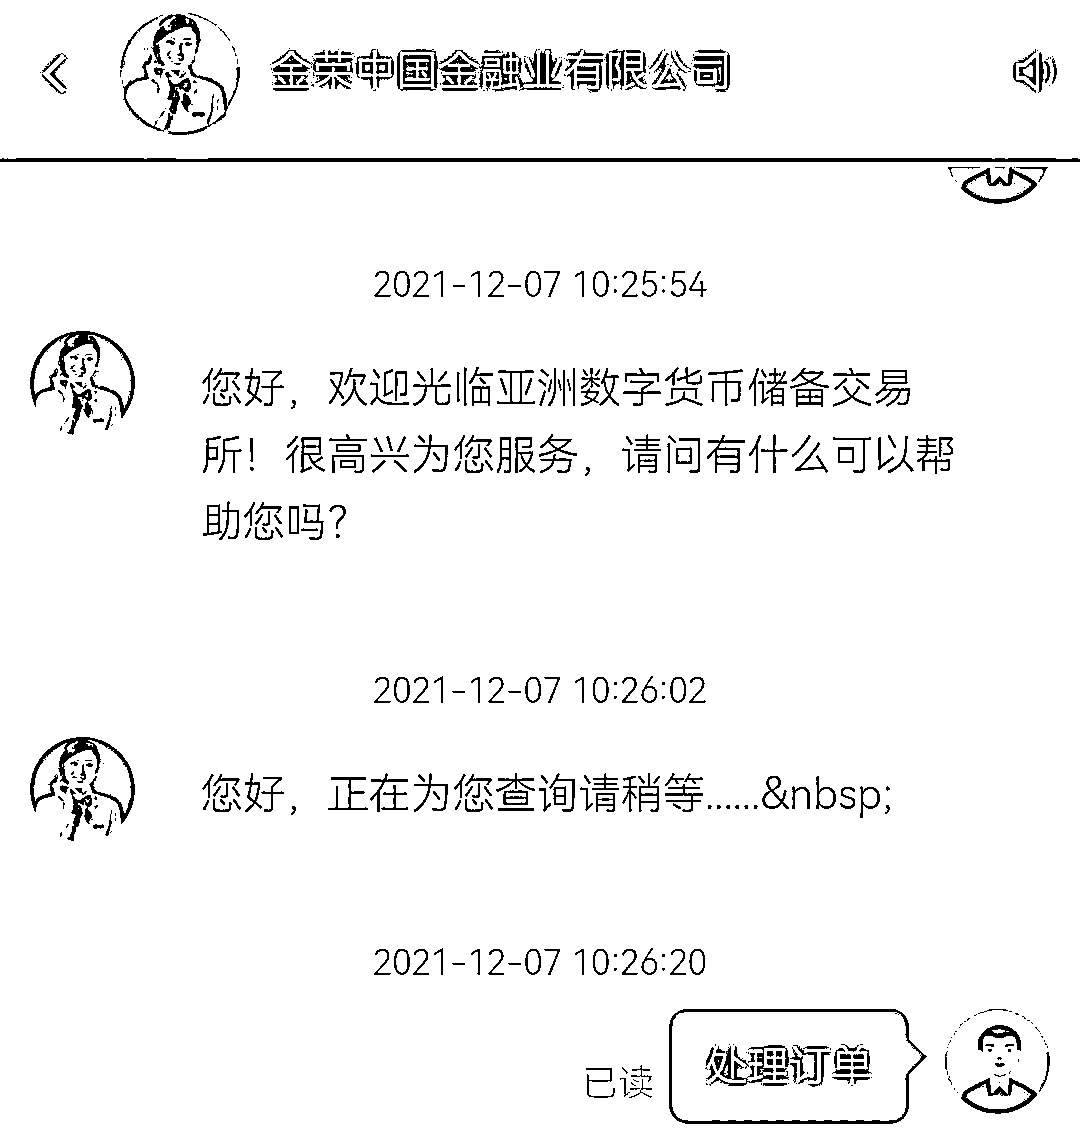 金荣中国金融业有限公司
2021-12-07 10:25:54
您好，欢迎光临亚洲数字货币储备交易
所！很高兴为您服务，请问有什么可以帮
助您吗？
2021-12-07 10:26:02
您好，正在为您查询请稍等......&nbsp;
2021-12-07 10:26:20
已读 处理订单